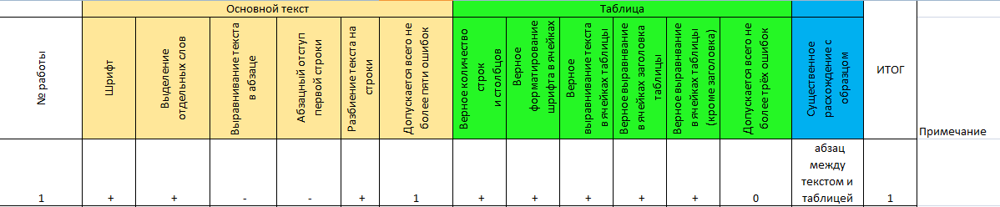 Основной текст
Таблица
№ работы
Шрифт
Выделение
отдельных слов
Выравнивание текста
в абзаце
Абзацный отступ
первой строки
Разбиение текста на
строки
Допускается всего не
более пяти ошибок
Верное количество
строк
и столбцов
Верное
форматирование
шрифта в ячейках
Верное
выравнивание текста
в ячейках таблицы
Верное выравнивание
в ячейках заголовка
таблицы
Верное выравнивание
в ячейках таблицы
(кроме заголовка)
Допускается всего не
более трёх ошибок
Существенное
расхождение с
образцом
ИТОГ
Примечание
1
+
+
-
-
+
1
+
+
+
+
+
0
абзац
между
текстом и
таблицей
1